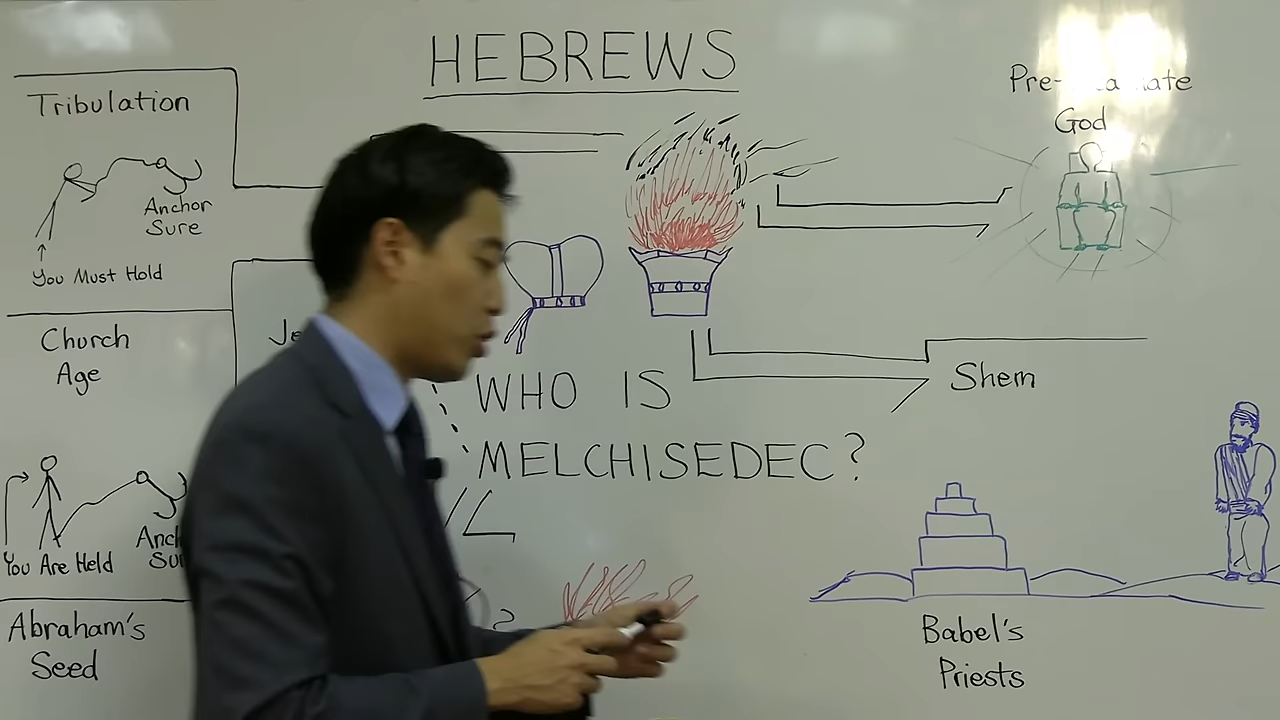 HEBREWS
Tribulation
Anchor
Sure
You Must Hold
Church
Age
You Are Held
Abraham's
Seed
WHO IS
MELCHISEDEC?
God
Shem
Babel's
Priests